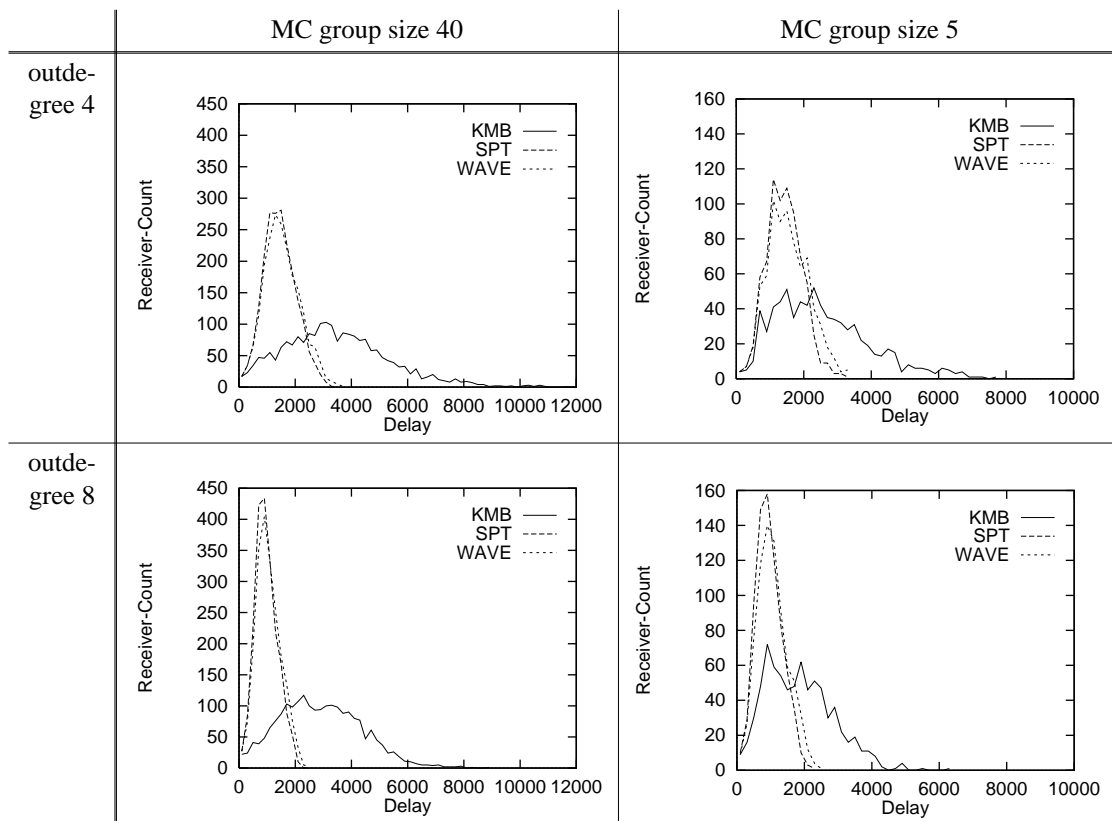 MC group size 40
MC group size 5
outde-
gree 4
450
400
350
300
250
200
150
100
50
0
0 2000 4000 6000 8000 10000 12000
Receiver-Count
Delay
KMB
SPT
WAVE
160
140
120
100
80
60
40
20
0
0 2000 4000 6000 8000 10000
Receiver-Count
Delay
KMB
SPT
WAVE
outde-
gree 8
450
400
350
300
250
200
150
100
50
0
0 2000 4000 6000 8000 10000 12000
Receiver-Count
Delay
KMB
SPT
WAVE
160
140
120
100
80
60
40
20
0
0 2000 4000 6000 8000 10000
Receiver-Count
Delay
KMB
SPT
WAVE